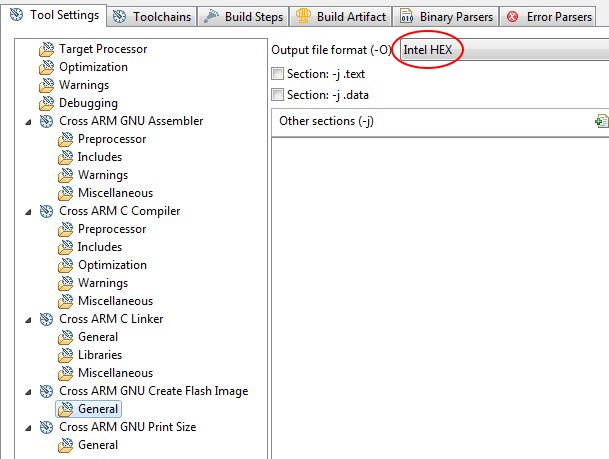 Tool Settings Toolchains Build Steps Build Artifact Binary Parsers Error Parsers
Target Processor
Optimization
Warnings
Debugging
Cross ARM GNU Assembler
Preprocessor
Includes
Warnings
Miscellaneous
Cross ARM C Compiler
Preprocessor
Includes
Optimization
Warnings
Miscellaneous
Cross ARM C Linker
General
Libraries
Miscellaneous
Cross ARM GNU Create Flash Image
General
Cross ARM GNU Print Size
General
Output file format (-O) Intel HEX
Section: -j .text
Section: -j .data
Other sections (-j)